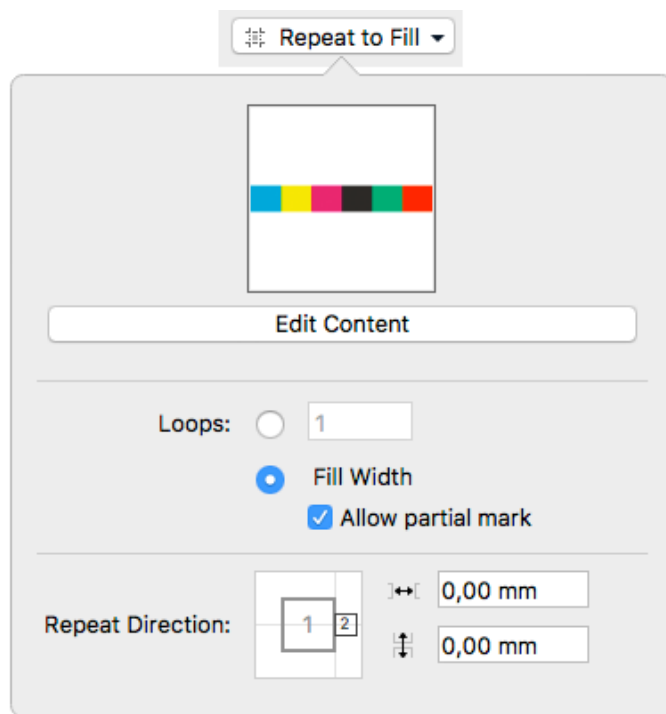 Repeat to Fill
Edit Content
Loops: 1
Fill Width
Allow partial mark
Repeat Direction: 1 2
0,00 mm
0,00 mm